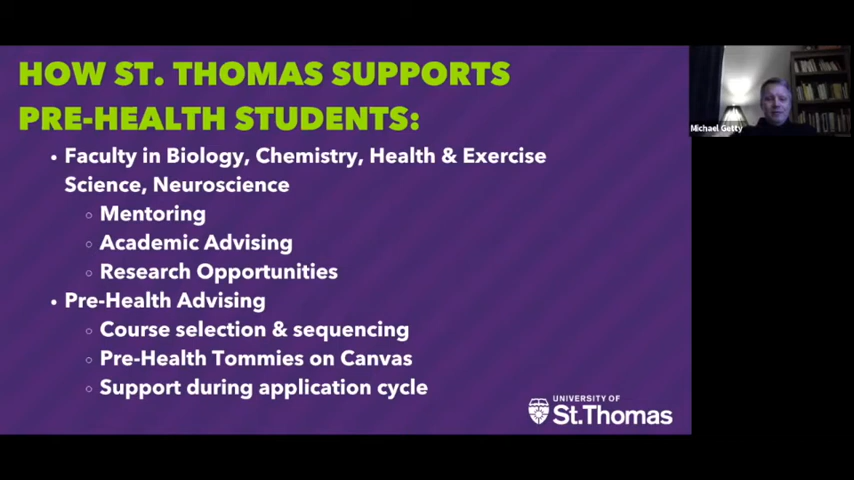 HOW ST. THOMAS SUPPORTS
PRE-HEALTH STUDENTS:
• Faculty in Biology, Chemistry, Health & Exercise
Science, Neuroscience
○ Mentoring
○ Academic Advising
○ Research Opportunities
• Pre-Health Advising
○ Course selection & sequencing
○ Pre-Health Tommies on Canvas
○ Support during application cycle
UNIVERSITY OF
St.Thomas
Michael Getty